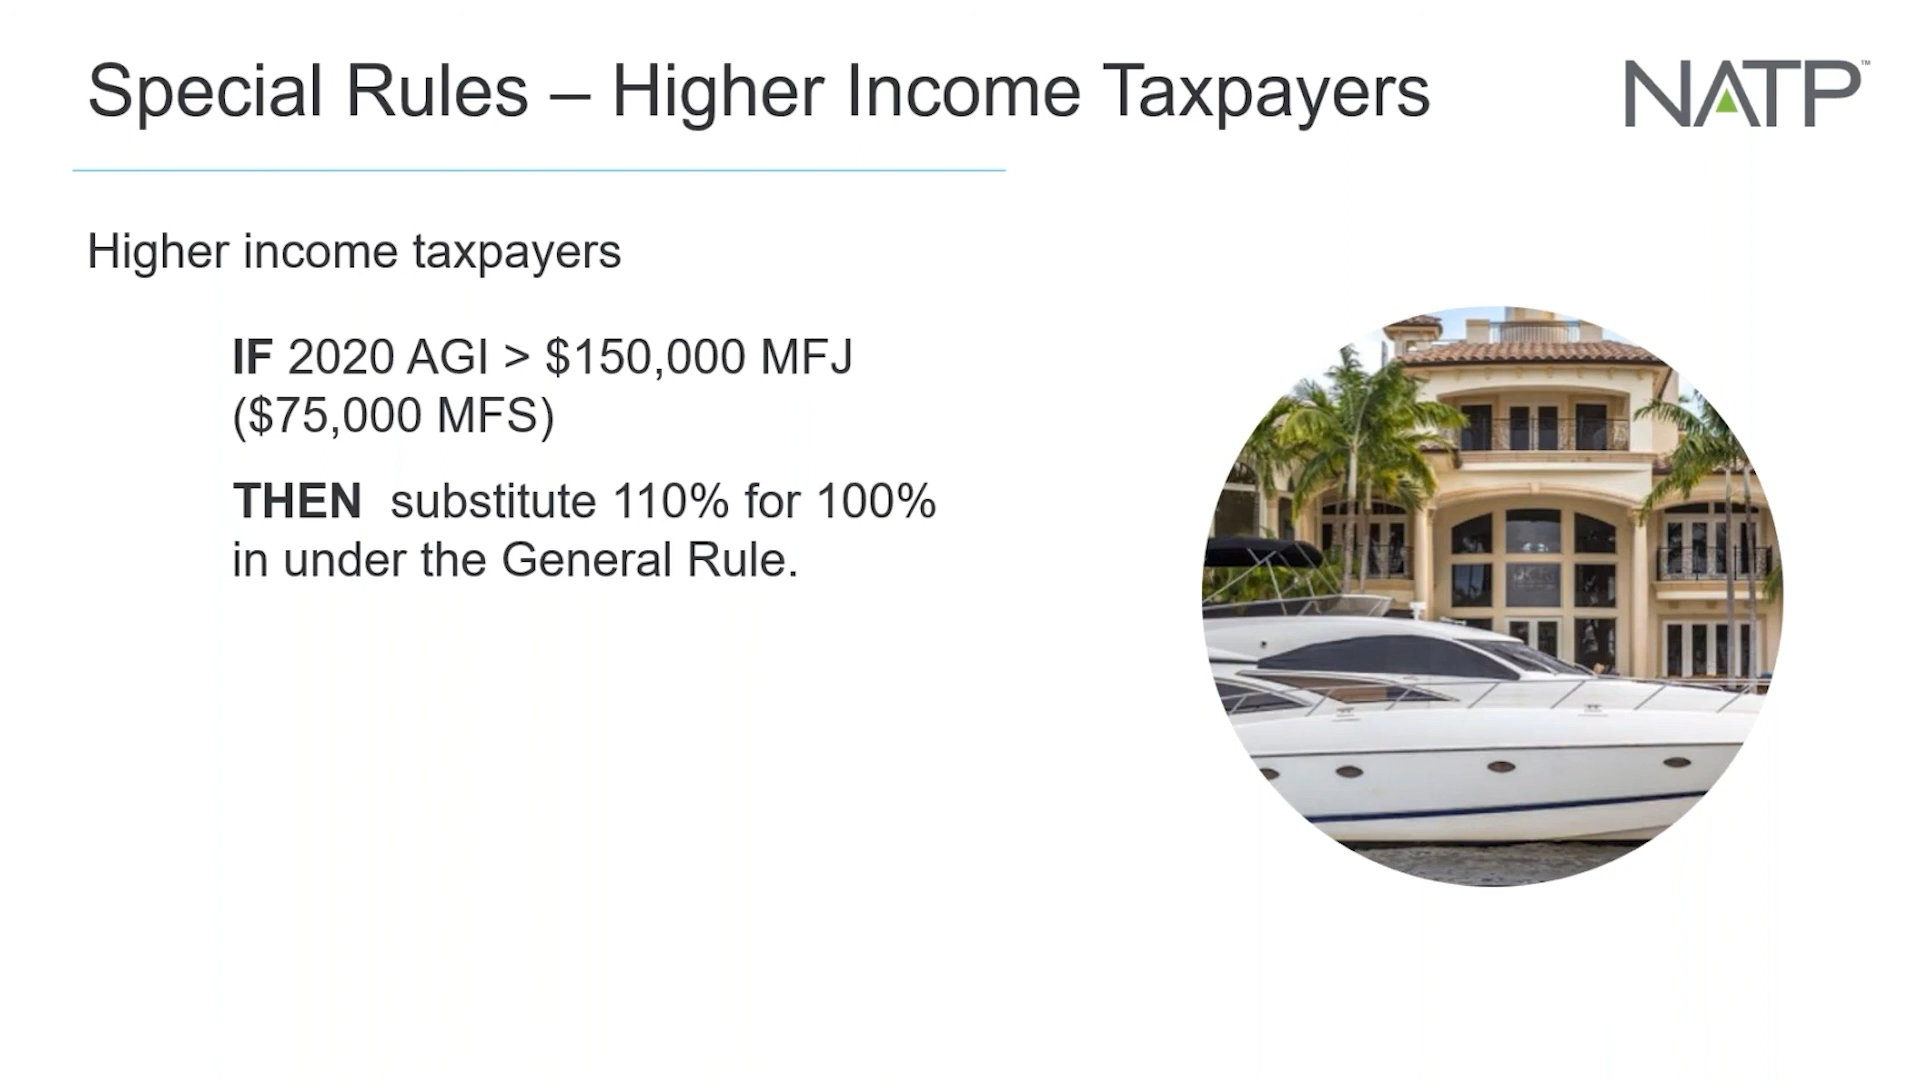 Special Rules – Higher Income Taxpayers
NATP™
Higher income taxpayers
IF 2020 AGI > $150,000 MFJ
($75,000 MFS)
THEN substitute 110% for 100%
in under the General Rule.